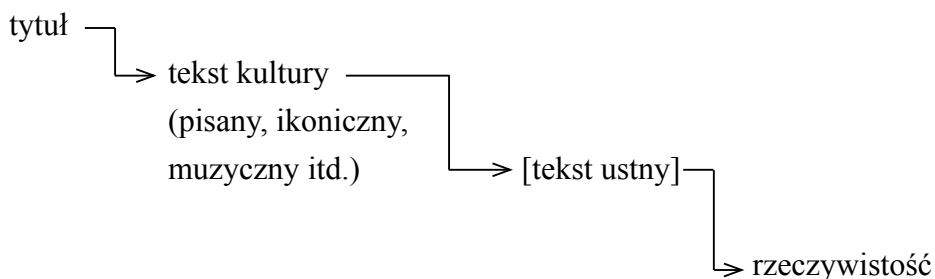 tytuł
tekst kultury
(pisany, ikoniczny,
muzyczny itd.)
[tekst ustny]
rzeczywistość